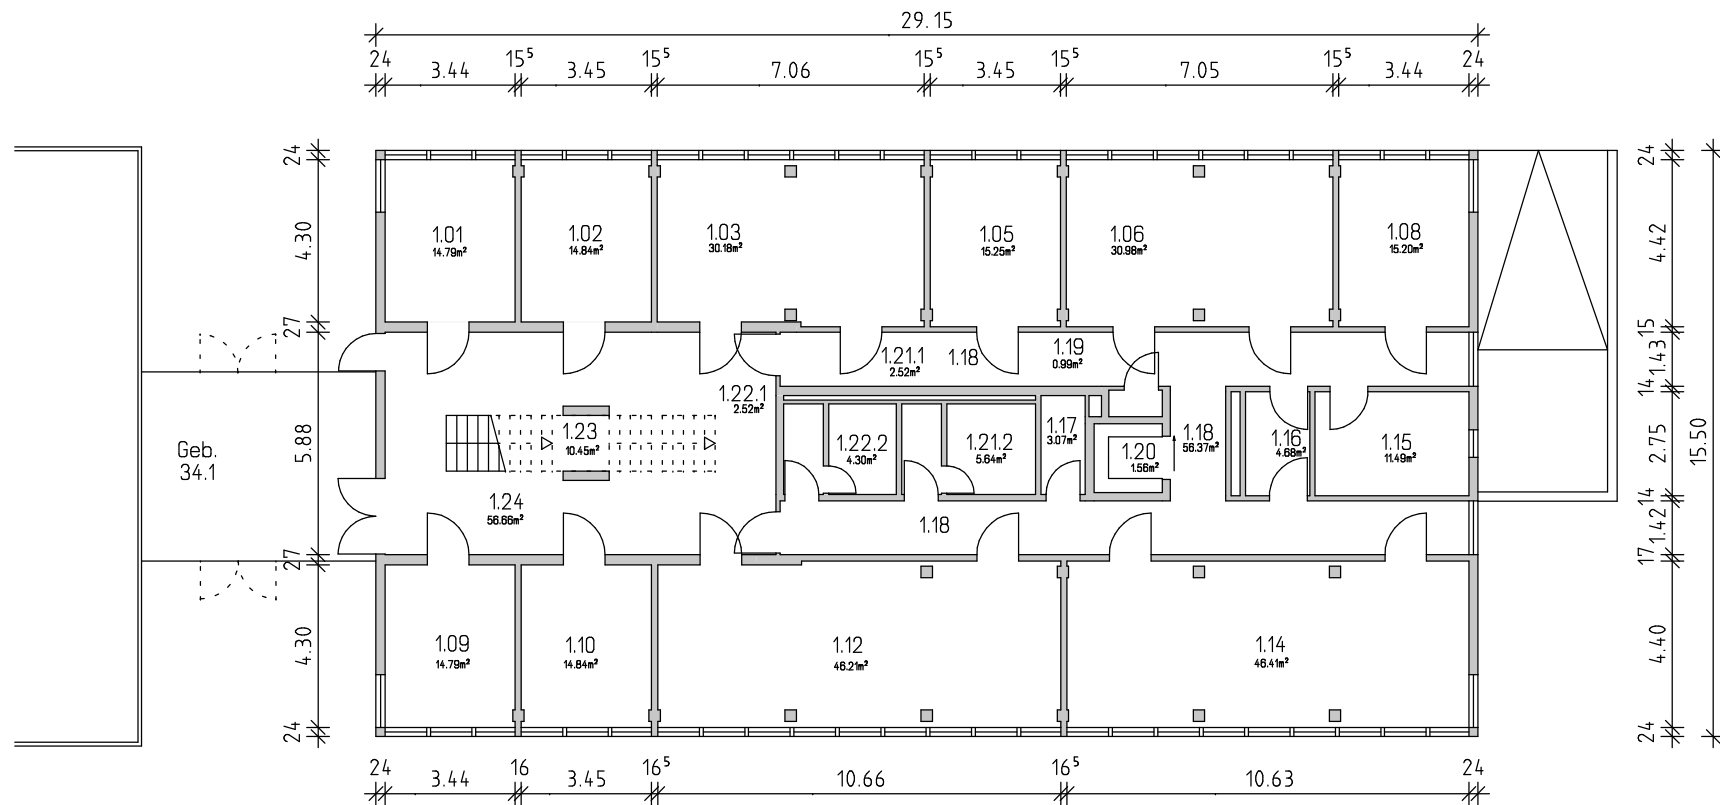 29.15
24 3.44 15⁵ 3.45 15⁵ 7.06 15⁵ 3.45 15⁵ 7.05 15⁵ 3.44 24
24
4.30
27
5.88
27
4.30
24
24
4.42
15
1.43
14
2.75
14
1.42
17
4.40
24
15.50
1.01
14.79m²
1.02
14.84m²
1.03
30.18m²
1.05
15.25m²
1.06
30.98m²
1.08
15.20m²
1.21.1
2.52m²
1.18
1.19
0.99m²
1.22.1
2.52m²
Geb.
34.1
1.23
10.45m²
1.22.2
4.30m²
1.21.2
5.64m²
1.17
3.07m²
1.20
1.56m²
1.18
56.37m²
1.16
4.68m²
1.15
11.49m²
1.24
56.66m²
1.18
1.09
14.79m²
1.10
14.84m²
1.12
46.21m²
1.14
46.41m²
24 3.44 16 3.45 16⁵ 10.66 16⁵ 10.63 24